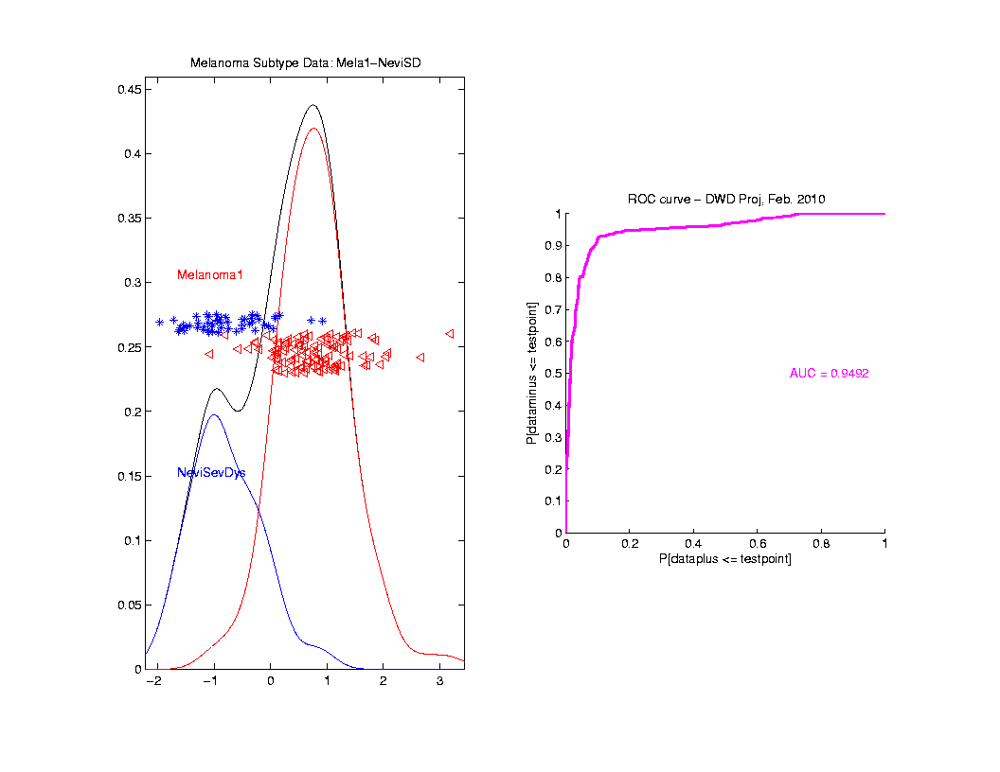 Melanoma Subtype Data: Mela1-NeviSD
0.45
0.4
0.35
0.3
0.25
0.2
0.15
0.1
0.05
0
Melanoma1
NeviSevDys
-2 -1 0 1 2 3
ROC curve - DWD Proj, Feb. 2010
P[dataminus <= testpoint]
1
0.9
0.8
0.7
0.6
0.5
0.4
0.3
0.2
0.1
0
AUC = 0.9492
0 0.2 0.4 0.6 0.8 1
P[dataplus <= testpoint]